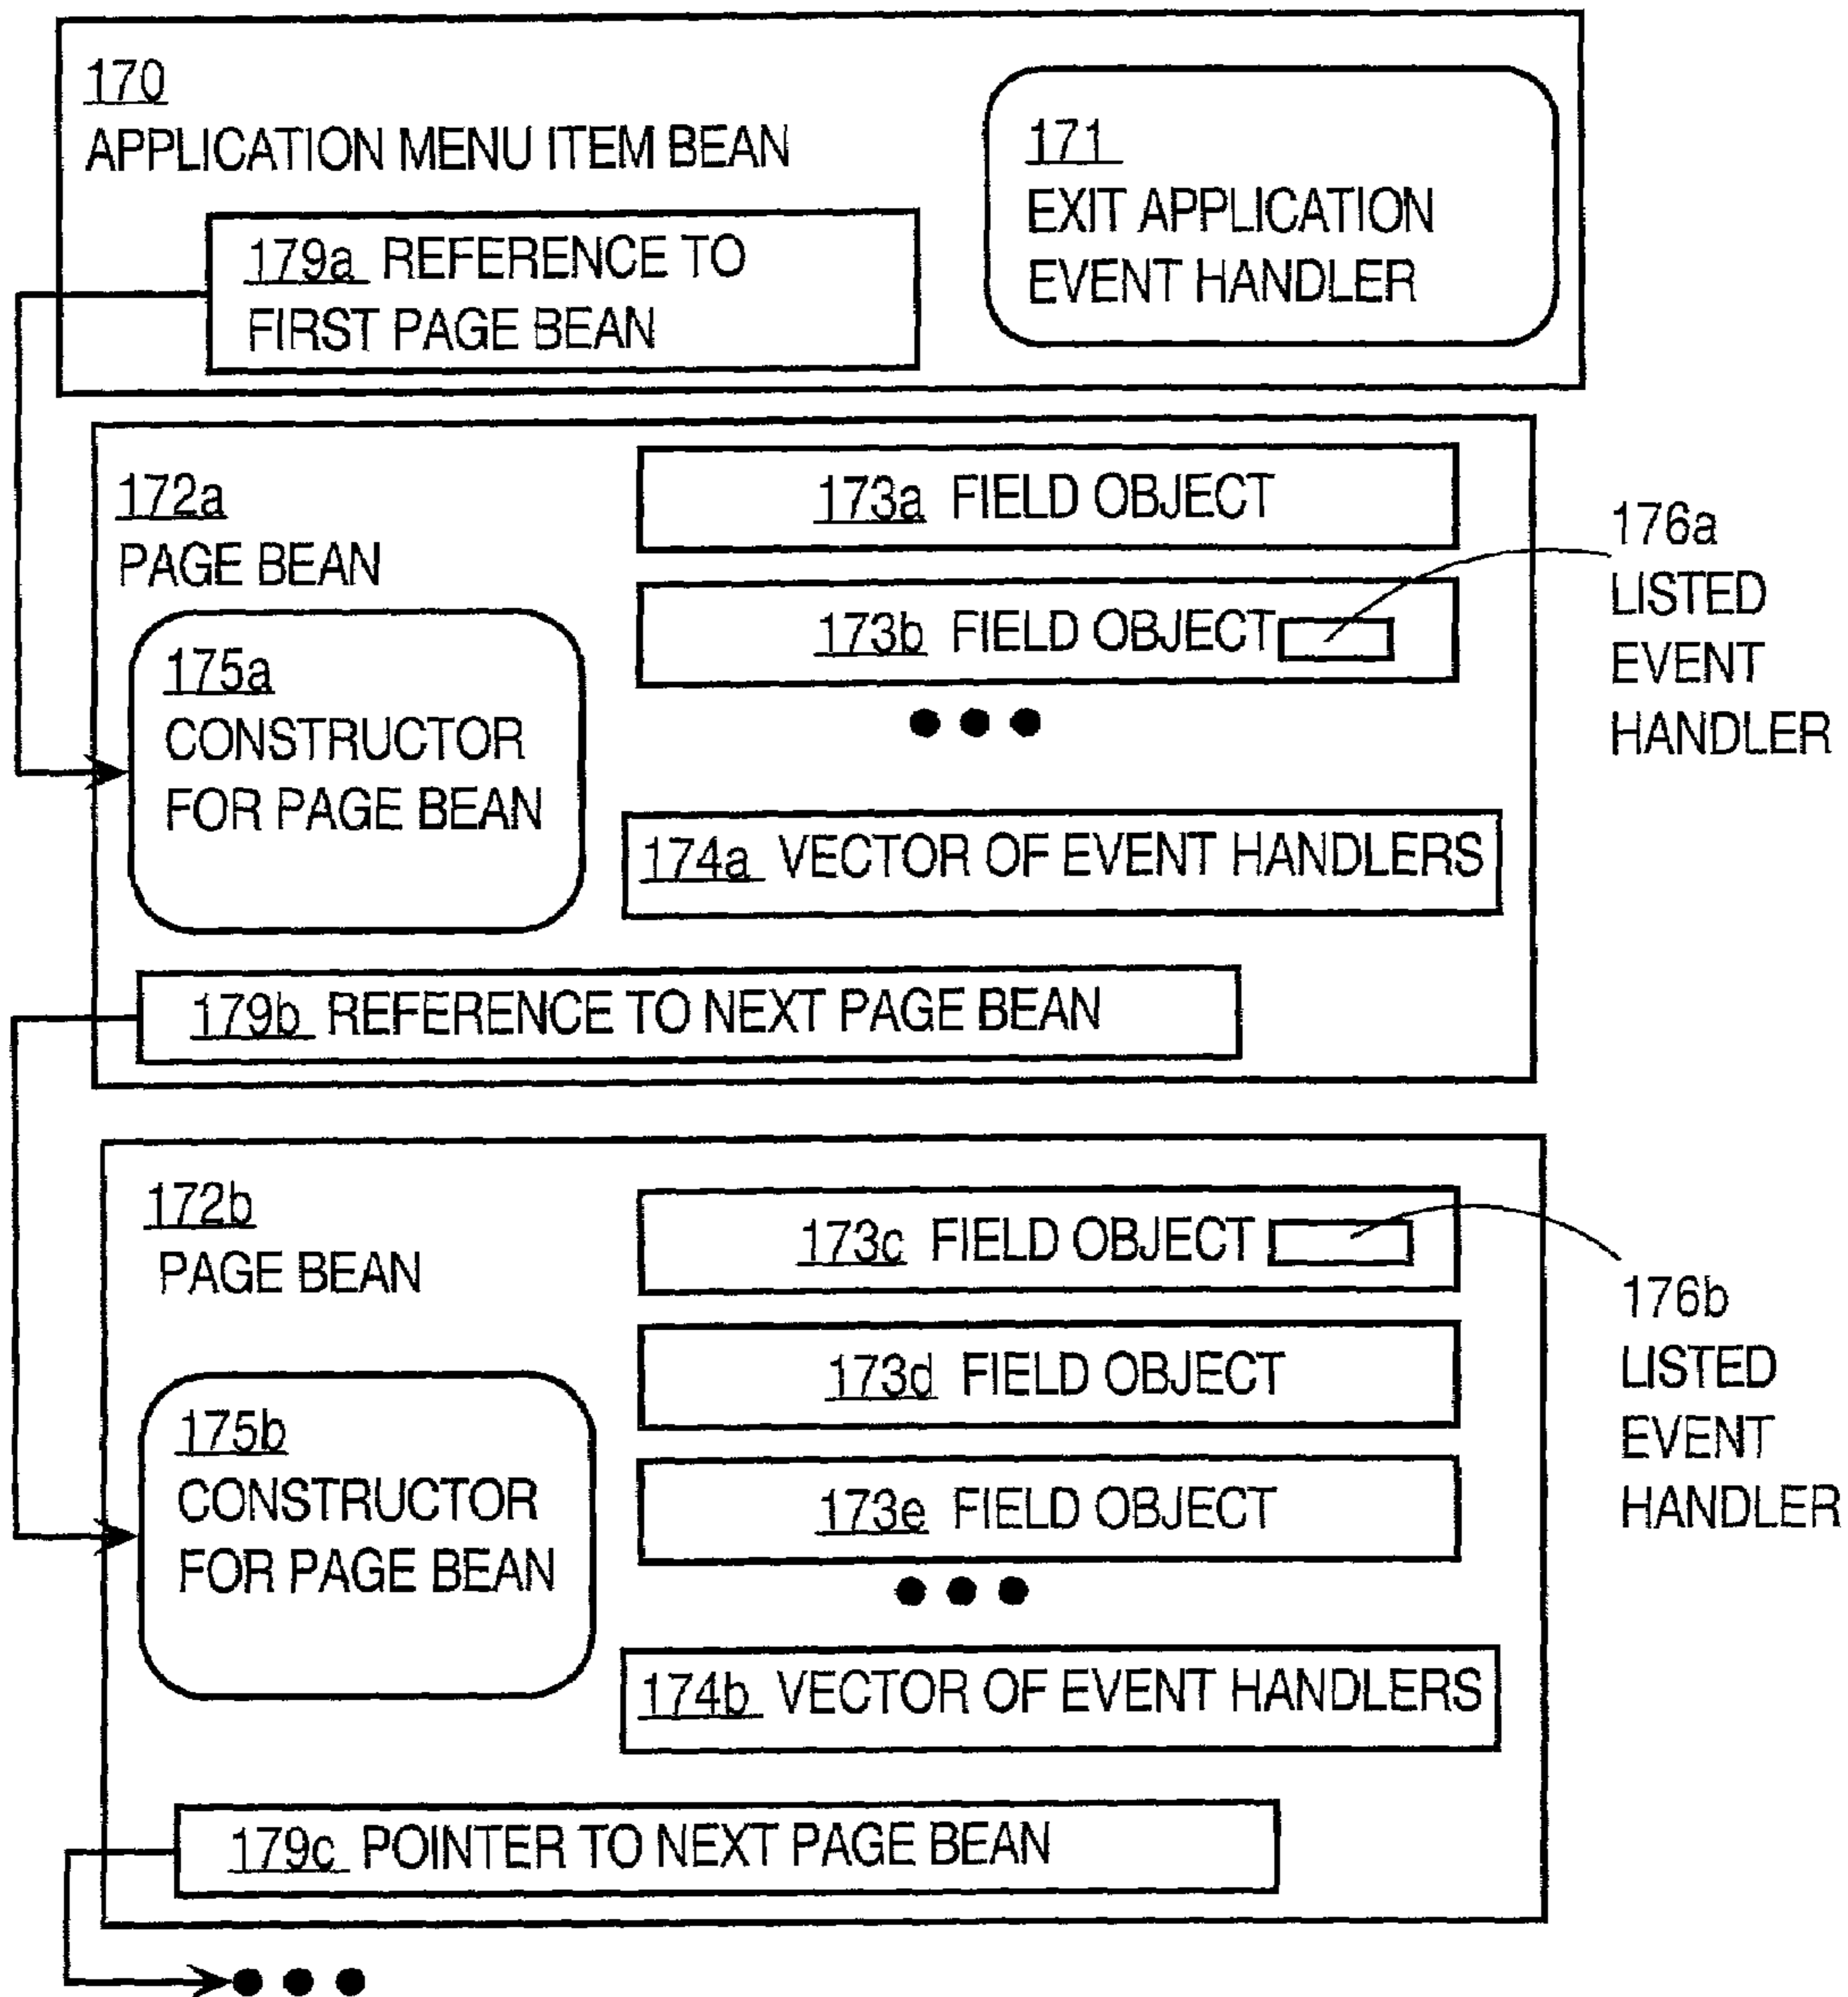 170
APPLICATION MENU ITEM BEAN
171
EXIT APPLICATION
EVENT HANDLER
179a REFERENCE TO
FIRST PAGE BEAN
172a
PAGE BEAN
173a FIELD OBJECT
173b FIELD OBJECT
176a
LISTED
EVENT
HANDLER
175a
CONSTRUCTOR
FOR PAGE BEAN
174a VECTOR OF EVENT HANDLERS
179b REFERENCE TO NEXT PAGE BEAN
172b
PAGE BEAN
173c FIELD OBJECT
173d FIELD OBJECT
173e FIELD OBJECT
176b
LISTED
EVENT
HANDLER
175b
CONSTRUCTOR
FOR PAGE BEAN
174b VECTOR OF EVENT HANDLERS
179c POINTER TO NEXT PAGE BEAN